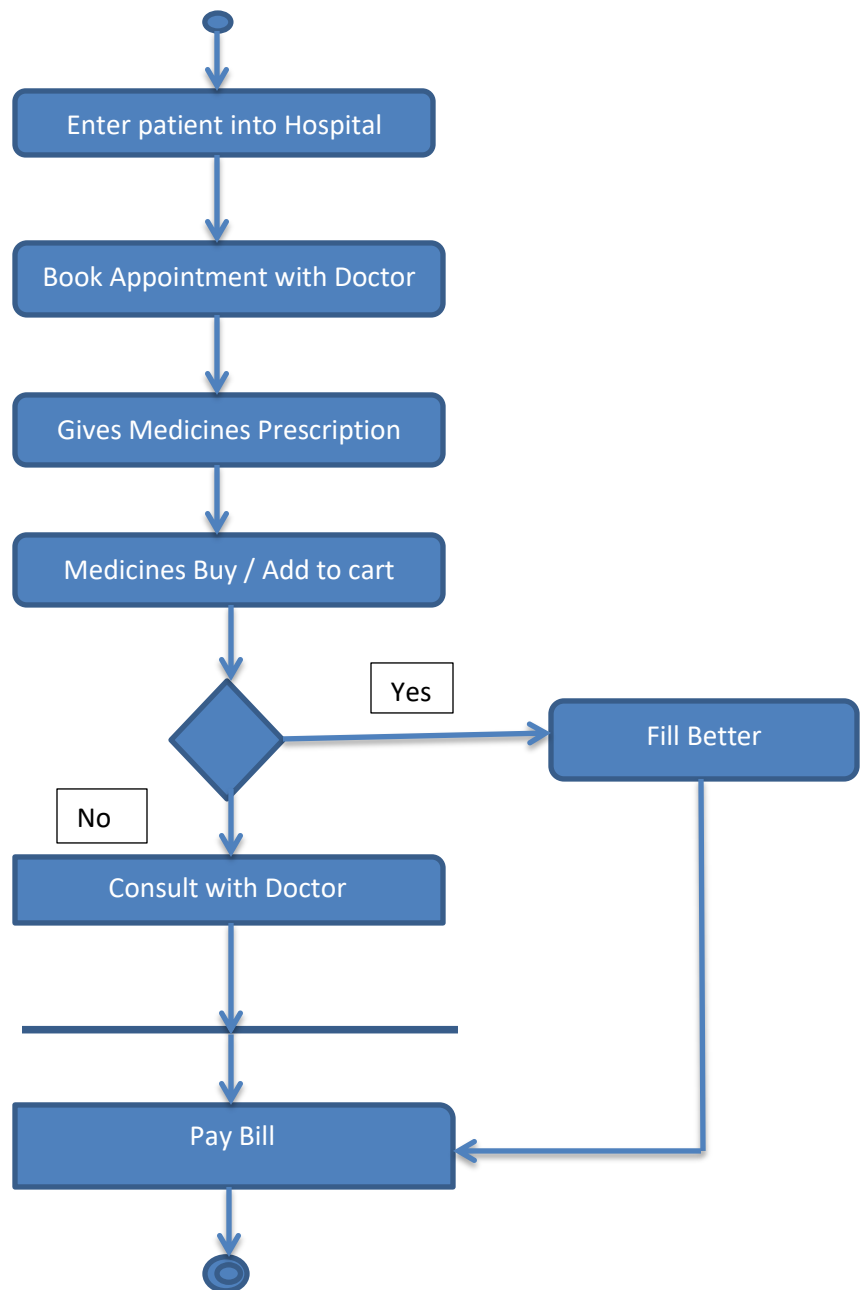 Enter patient into Hospital
Book Appointment with Doctor
Gives Medicines Prescription
Medicines Buy / Add to cart
Yes
Fill Better
No
Consult with Doctor
Pay Bill